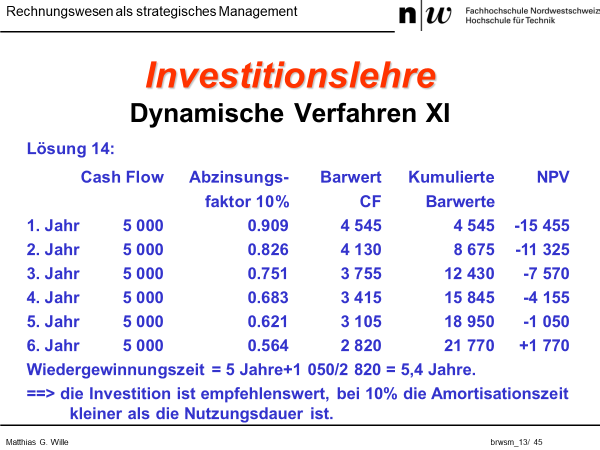 Rechnungswesen als strategisches Management
n|w Fachhochschule Nordwestschweiz
Hochschule für Technik
Investitionslehre
Dynamische Verfahren XI
Lösung 14:
Cash Flow Abzinsungs- Barwert Kumulierte NPV
faktor 10% CF Barwerte
1. Jahr 5 000 0.909 4 545 4 545 -15 455
2. Jahr 5 000 0.826 4 130 8 675 -11 325
3. Jahr 5 000 0.751 3 755 12 430 -7 570
4. Jahr 5 000 0.683 3 415 15 845 -4 155
5. Jahr 5 000 0.621 3 105 18 950 -1 050
6. Jahr 5 000 0.564 2 820 21 770 +1 770
Wiedergewinnungszeit = 5 Jahre+1 050/2 820 = 5,4 Jahre.
==> die Investition ist empfehlenswert, bei 10% die Amortisationszeit
kleiner als die Nutzungsdauer ist.
Matthias G. Wille brwsm_13/ 45